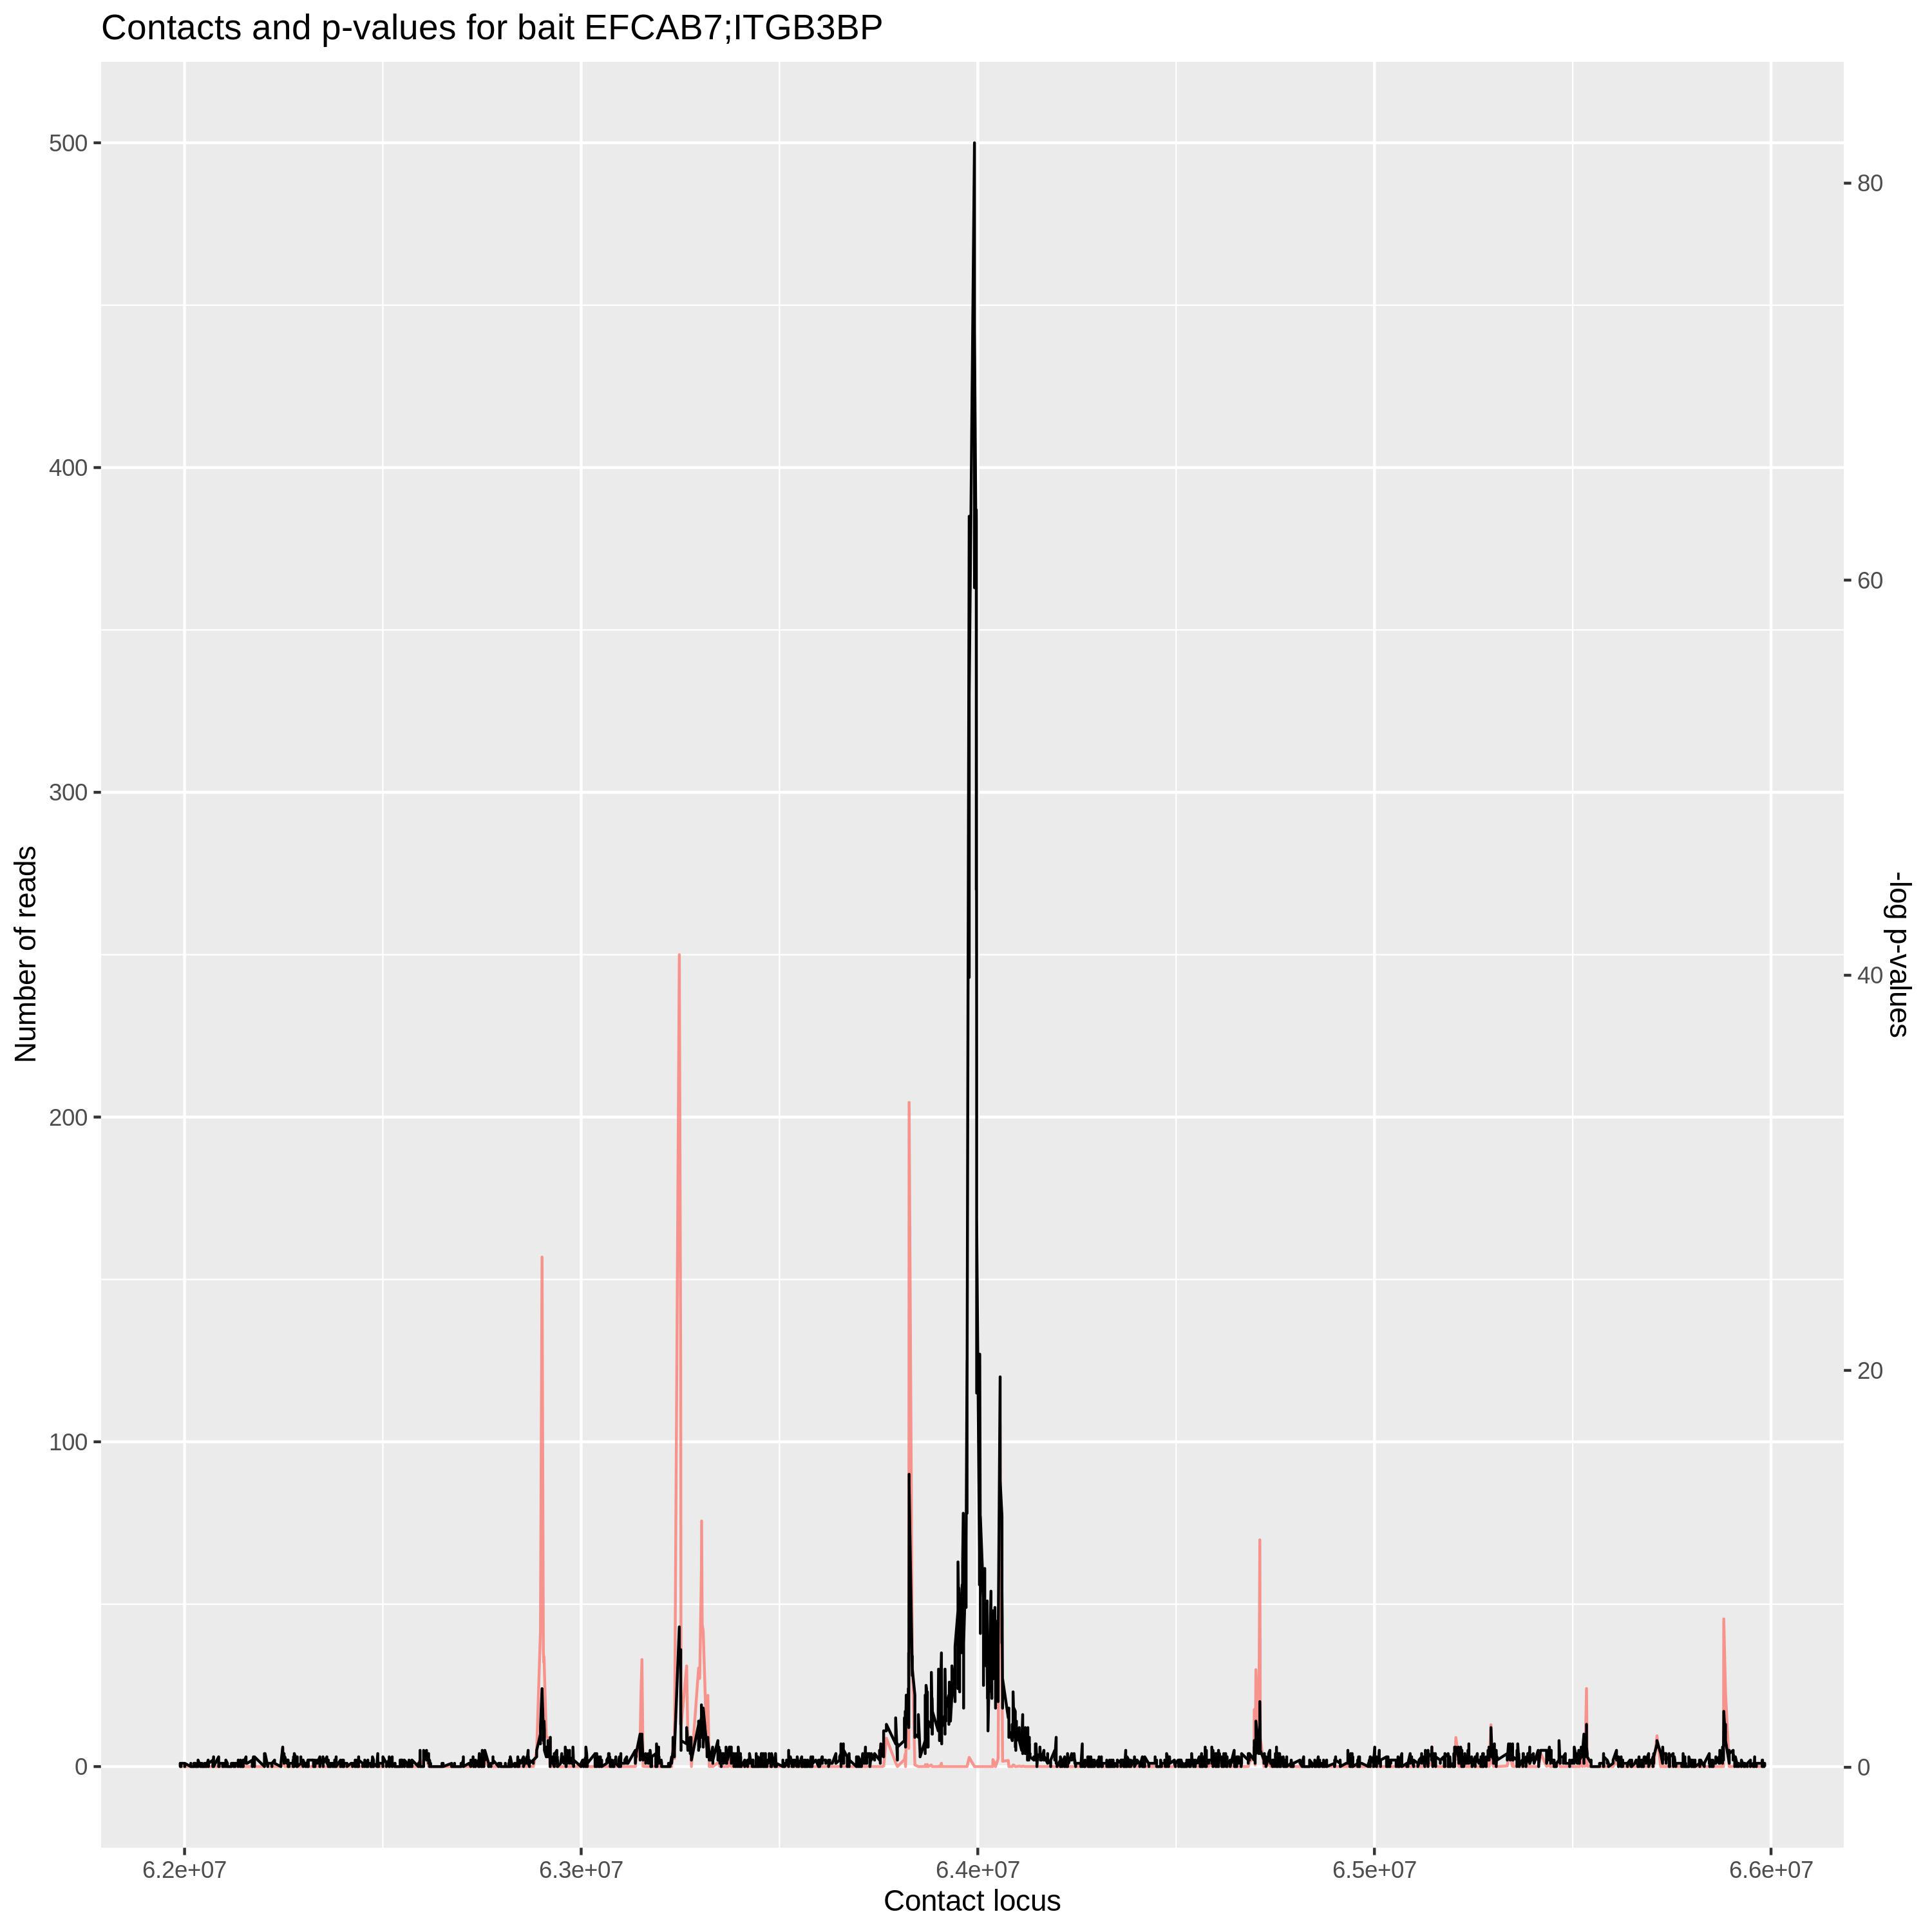 Contacts and p-values for bait EFCAB7;ITGB3BP
500
400
300
200
100
0
Number of reads
80
60
40
20
0
-log p-values
6.2e+07
6.3e+07
6.4e+07
6.5e+07
6.6e+07
Contact locus